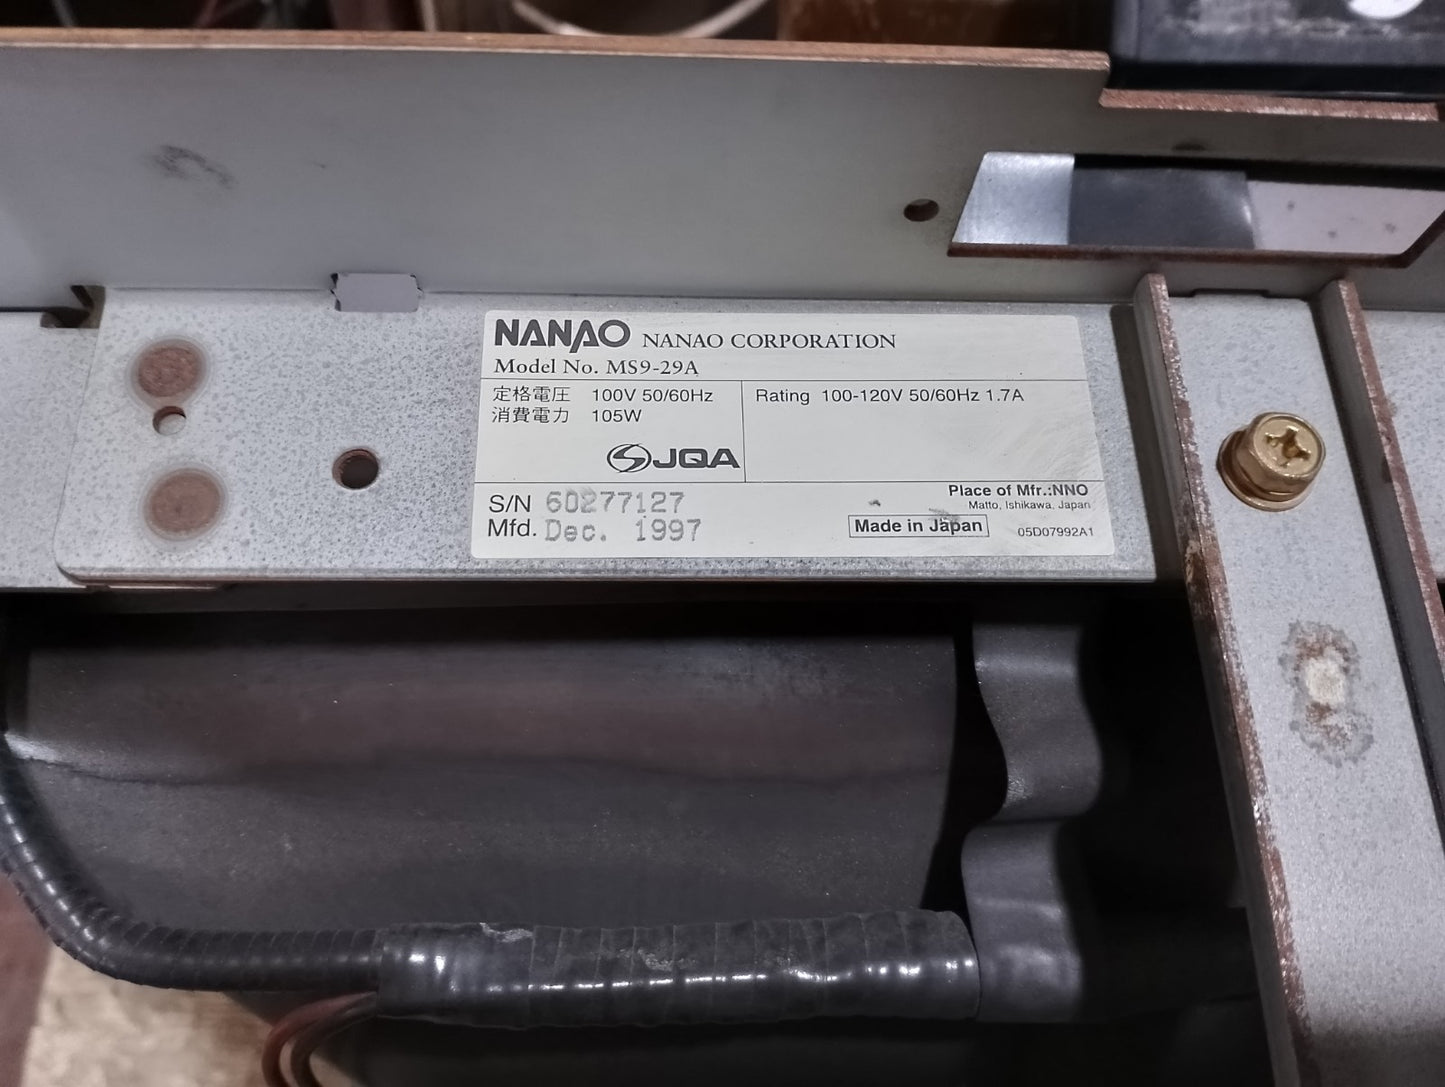 NANAO NANAO CORPORATION
Model No. MS9-29A
定格電圧 100V 50/60Hz
消費電力 105W
JQA
Rating 100-120V 50/60Hz 1.7A
S/N 60277127
Mfd. Dec. 1997
Place of Mfr.:NNO
Matto, Ishikawa, Japan
Made in Japan
05D07992A1